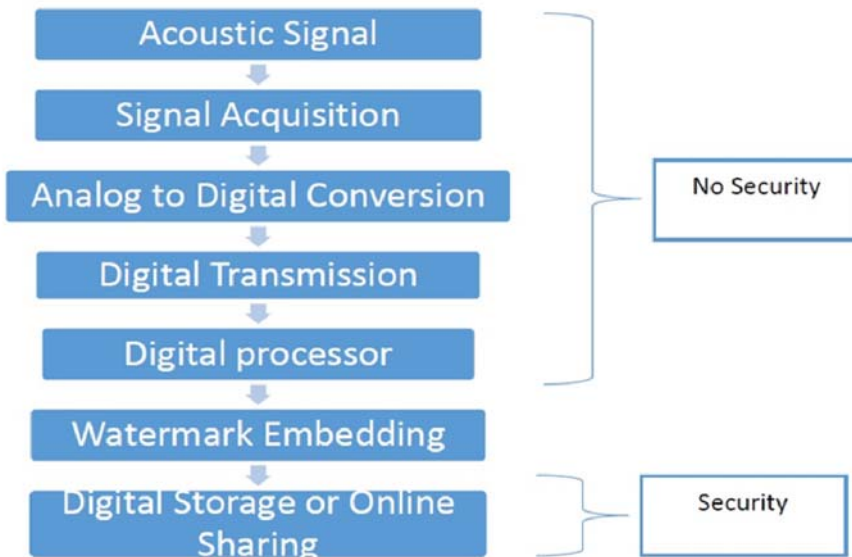 Acoustic Signal
Signal Acquisition
Analog to Digital Conversion
No Security
Digital Transmission
Digital processor
Watermark Embedding
Digital Storage or Online
Sharing
Security